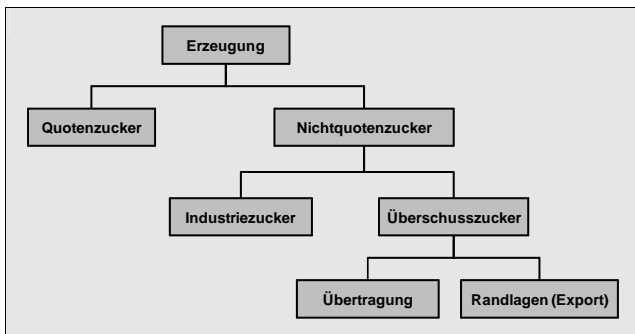 Erzeugung
Quotenzucker
Nichtquotenzucker
Industriezucker
Überschusszucker
Übertragung
Randlagen (Export)